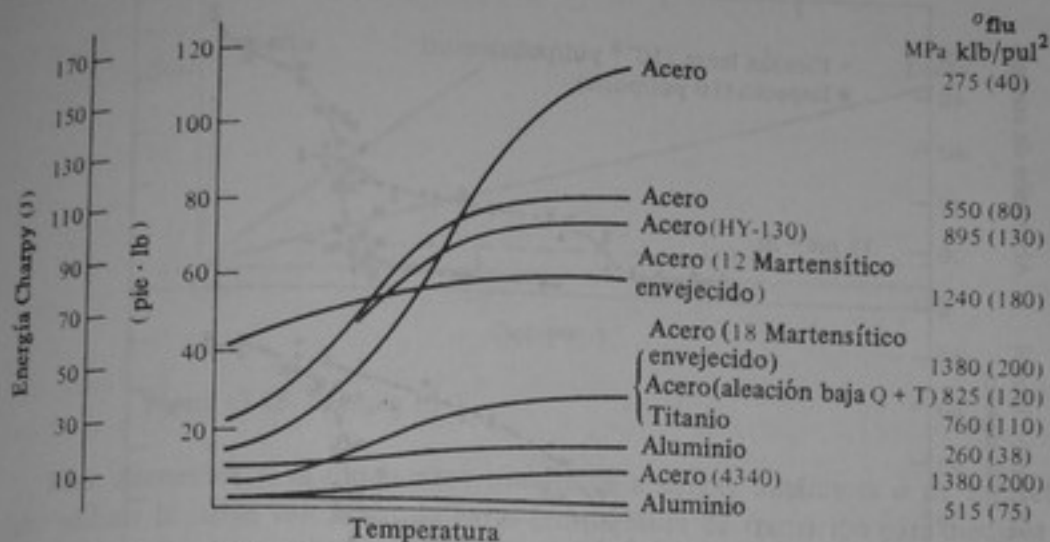 σ flu
MPa klb/pul²
Acero 275 (40)
Acero 550 (80)
Acero (HY-130) 895 (130)
Acero (12 Martensítico
envejecido) 1240 (180)
Acero (18 Martensítico
envejecido) 1380 (200)
Acero (aleación baja Q + T) 825 (120)
Titanio 760 (110)
Aluminio 260 (38)
Acero (4340) 1380 (200)
Aluminio 515 (75)
Energía Charpy (J)
170
150
130
110
90
70
50
30
10
(pie · lb)
120
100
80
60
40
20
Temperatura